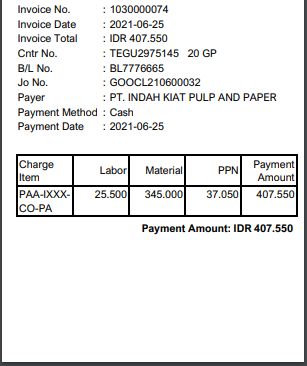 Invoice No. : 1030000074
Invoice Date : 2021-06-25
Invoice Total : IDR 407.550
Cntr No. : TEGU2975145 20 GP
B/L No. : BL7776665
Jo No. : GOOCL210600032
Payer : PT. INDAH KIAT PULP AND PAPER
Payment Method : Cash
Payment Date : 2021-06-25
Charge Item Labor Material PPN Payment Amount
PAA-IXXX-CO-PA 25.500 345.000 37.050 407.550
Payment Amount: IDR 407.550